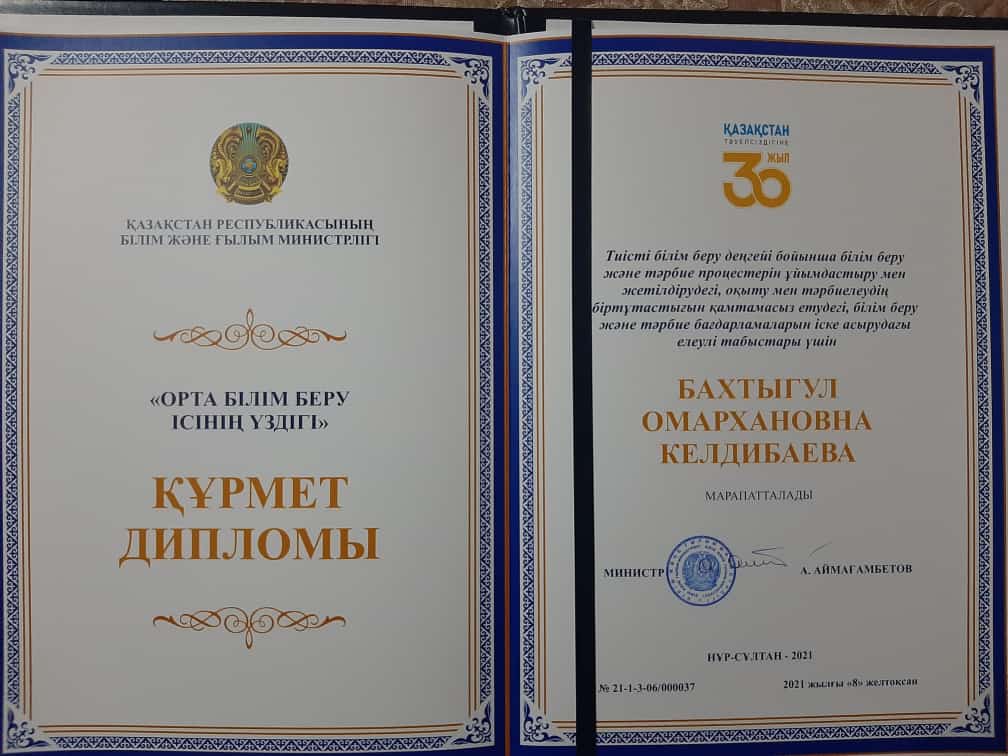 ҚАЗАҚСТАН РЕСПУБЛИКАСЫНЫҢ
БІЛІМ ЖӘНЕ ҒЫЛЫМ МИНИСТРЛІГІ
«ОРТА БІЛІМ БЕРУ
ІСІНІҢ ҮЗДІГІ»
ҚҰРМЕТ
ДИПЛОМЫ
ҚАЗАҚСТАН
ТӘУЕЛСІЗДІГІНЕ
30 ЖЫЛ
Тиісті білім беру деңгейі бойынша білім беру
және тәрбие процестерін ұйымдастыру мен
жетілдірудегі, оқыту мен тәрбиелеудің
біртұтастығын қамтамасыз етудегі, білім беру
және тәрбие бағдарламаларын іске асырудағы
елеулі табыстары үшін
БАХТЫГУЛ
ОМАРХАНОВНА
КЕЛДИБАЕВА
МАРАПАТТАЛАДЫ
МИНИСТР А. АЙМАҒАМБЕТОВ
НҰР-СҰЛТАН - 2021
№ 21-1-3-06/000037 2021 жылғы «8» желтоқсан